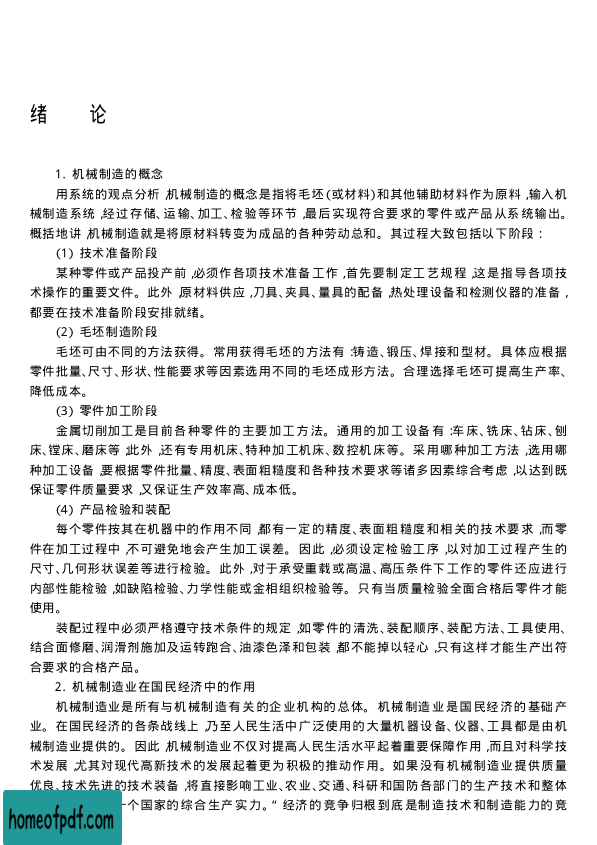 绪 论
1. 机械制造的概念
用系统的观点分析,机械制造的概念是指将毛坯(或材料)和其他辅助材料作为原料,输入机
械制造系统,经过存储、运输、加工、检验等环节,最后实现符合要求的零件或产品从系统输出。
概括地讲,机械制造就是将原材料转变为成品的各种劳动总和。其过程大致包括以下阶段:
(1) 技术准备阶段
某种零件或产品投产前,必须作各项技术准备工作,首先要制定工艺规程,这是指导各项技
术操作的重要文件。此外,原材料供应,刀具、夹具、量具的配备,热处理设备和检测仪器的准备,
都要在技术准备阶段安排就绪。
(2) 毛坯制造阶段
毛坯可由不同的方法获得。常用获得毛坯的方法有:铸造、锻压、焊接和型材。具体应根据
零件批量、尺寸、形状、性能要求等因素选用不同的毛坯成形方法。合理选择毛坯可提高生产率、
降低成本。
(3) 零件加工阶段
金属切削加工是目前各种零件的主要加工方法。通用的加工设备有:车床、铣床、钻床、刨
床、镗床、磨床等,此外,还有专用机床、特种加工机床、数控机床等。采用哪种加工方法,选用哪
种加工设备,要根据零件批量、精度、表面粗糙度和各种技术要求等诸多因素综合考虑,以达到既
保证零件质量要求,又保证生产效率高、成本低。
(4) 产品检验和装配
每个零件按其在机器中的作用不同,都有一定的精度、表面粗糙度和相关的技术要求,而零
件在加工过程中,不可避免地会产生加工误差。因此,必须设定检验工序,以对加工过程产生的
尺寸、几何形状误差等进行检验。此外,对于承受重载或高温、高压条件下工作的零件还应进行
内部性能检验,如缺陷检验、力学性能或金相组织检验等。只有当质量检验全面合格后零件才能
使用。
装配过程中必须严格遵守技术条件的规定,如零件的清洗、装配顺序、装配方法、工具使用、
结合面修磨、润滑剂施加及运转跑合、油漆色泽和包装,都不能掉以轻心,只有这样才能生产出符
合要求的合格产品。
2. 机械制造业在国民经济中的作用
机械制造业是所有与机械制造有关的企业机构的总体。机械制造业是国民经济的基础产
业。在国民经济的各条战线上,乃至人民生活中广泛使用的大量机器设备、仪器、工具都是由机
械制造业提供的。因此,机械制造业不仅对提高人民生活水平起着重要保障作用,而且对科学技
术发展,尤其对现代高新技术的发展起着更为积极的推动作用。如果没有机械制造业提供质量
优良、技术先进的技术装备,将直接影响工业、农业、交通、科研和国防各部门的生产技术和整体
一个国家的综合生产实力。“经济的竞争归根到底是制造技术和制造能力的竞
homeofpdf.com